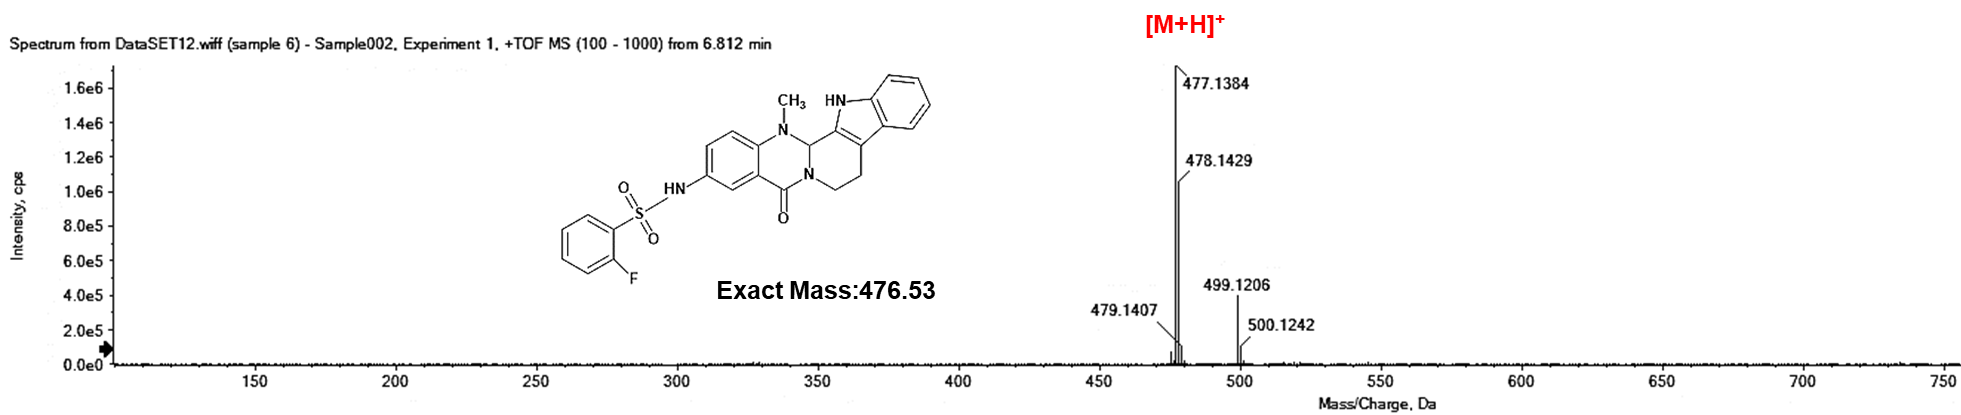 [M+H]+
Spectrum from DataSET12.wiff (sample 6) - Sample002, Experiment 1, +TOF MS (100 - 1000) from 6.812 min
1.6e6
1.4e6
1.2e6
1.0e6
8.0e5
6.0e5
4.0e5
2.0e5
0.0e0
Intensity, cps
CH3
HN
N
N
O
HN
O
S
O
F
Exact Mass:476.53
477.1384
478.1429
479.1407
499.1206
500.1242
150 200 250 300 350 400 450 500 550 600 650 700 750
Mass/Charge, Da